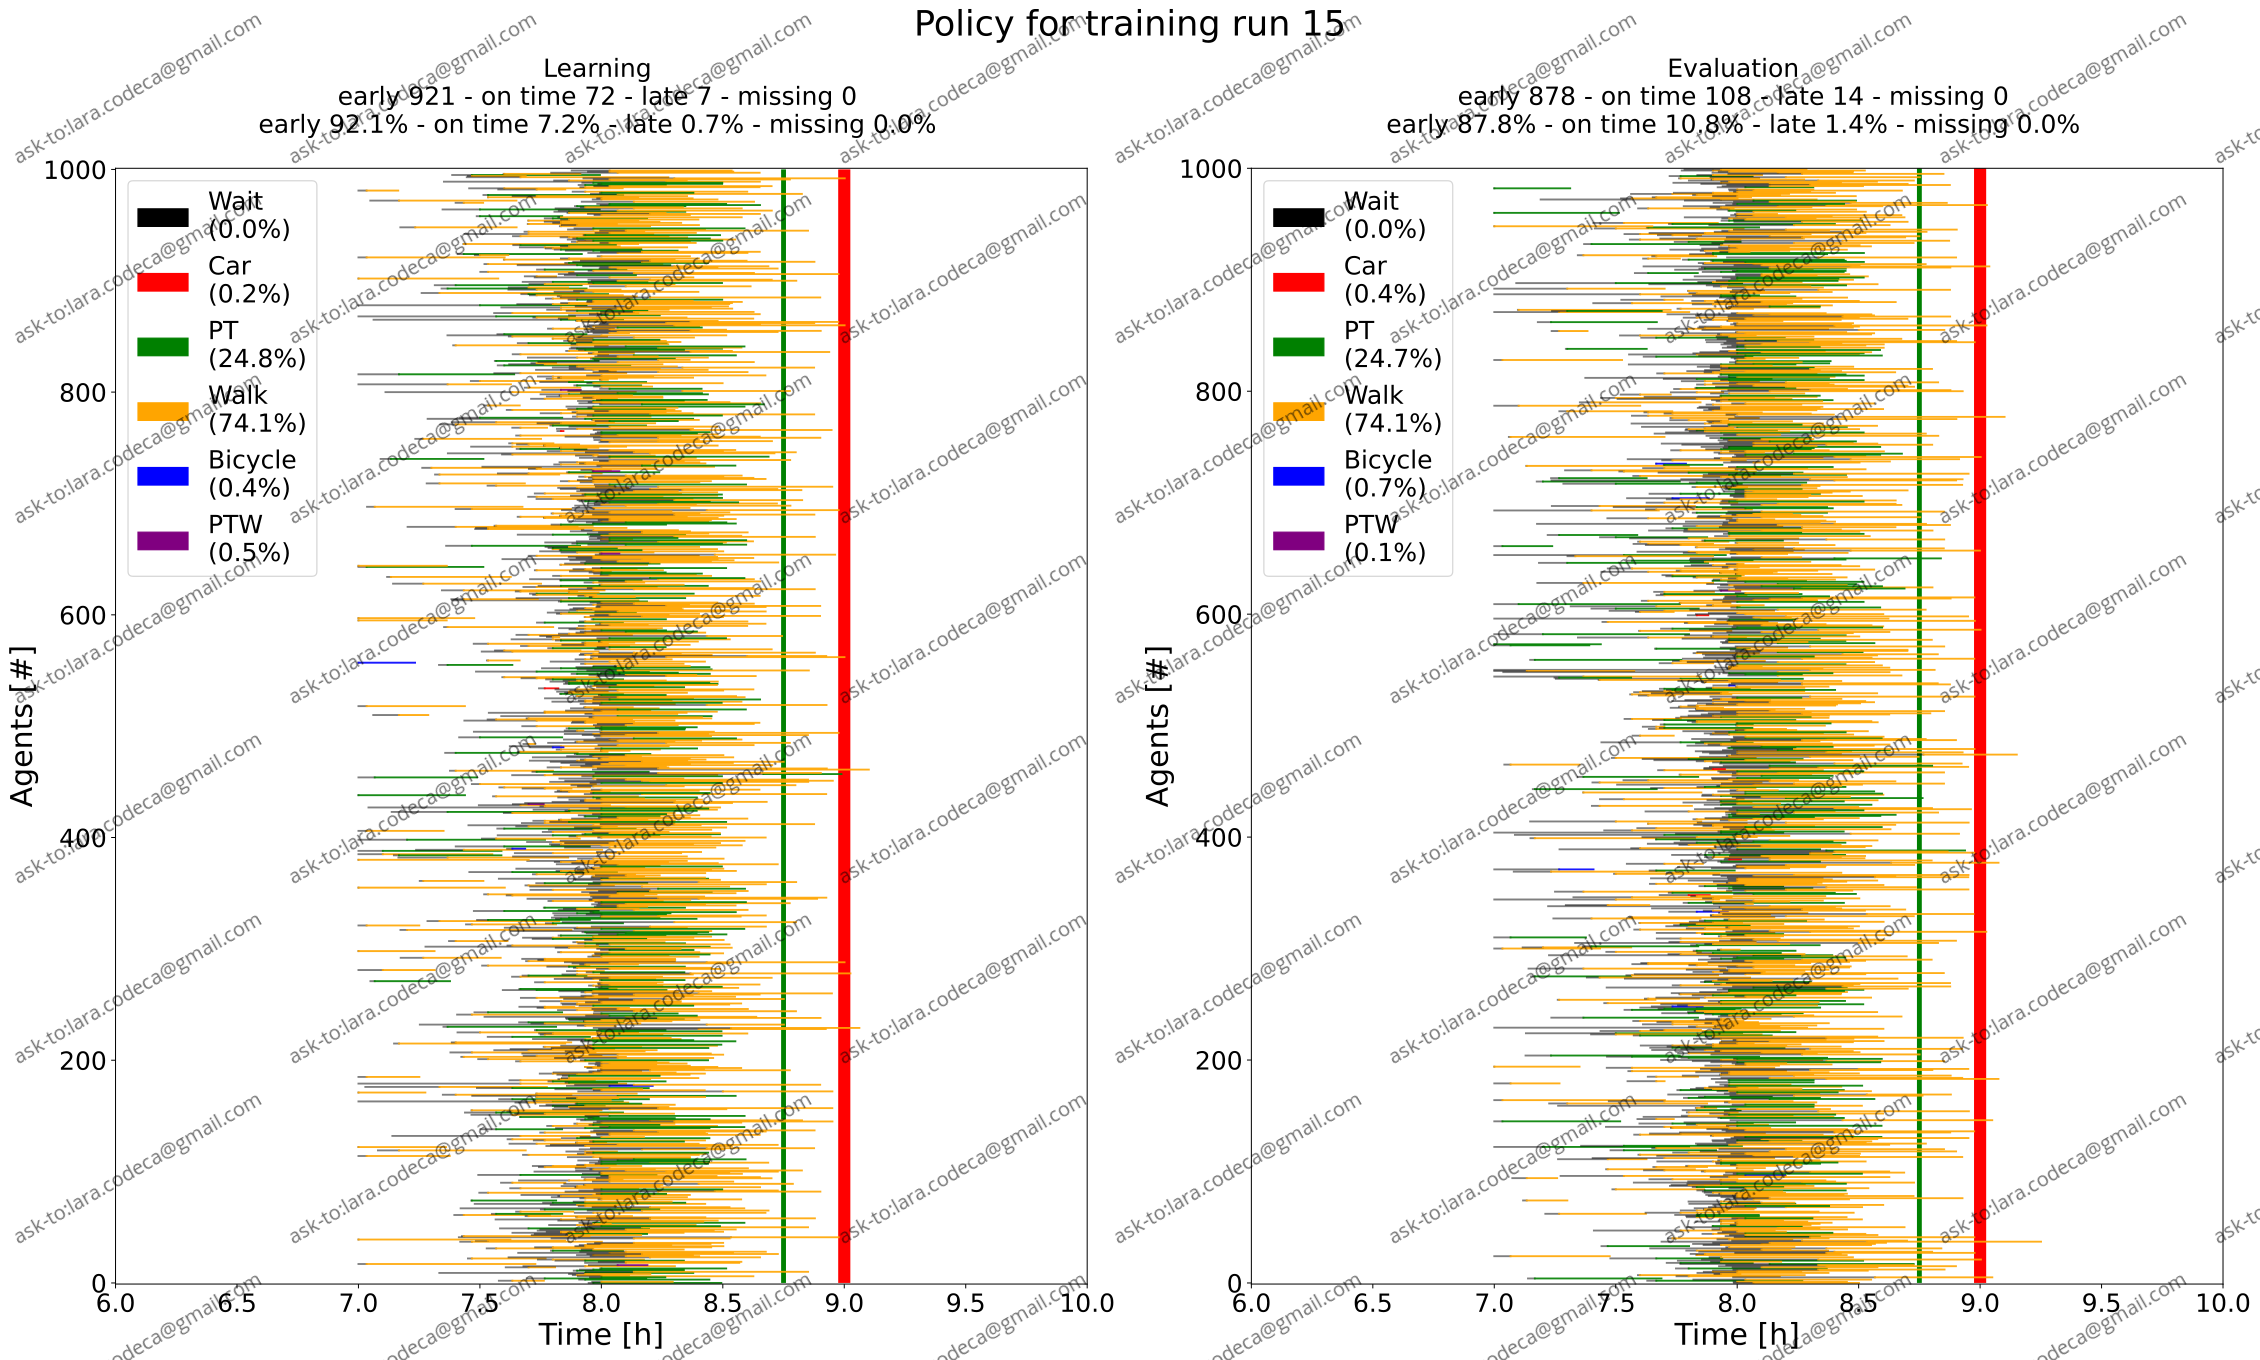 Policy for training run 15
Learning
early 921 - on time 72 - late 7 - missing 0
early 92.1% - on time 7.2% - late 0.7% - missing 0.0%
Wait
(0.0%)
Car
(0.2%)
PT
(24.8%)
Walk
(74.1%)
Bicycle
(0.4%)
PTW
(0.5%)
Agents [#]
1000
800
600
400
200
0
6.0 6.5 7.0 7.5 8.0 8.5 9.0 9.5 10.0
Time [h]
Evaluation
early 878 - on time 108 - late 14 - missing 0
early 87.8% - on time 10.8% - late 1.4% - missing 0.0%
Wait
(0.0%)
Car
(0.4%)
PT
(24.7%)
Walk
(74.1%)
Bicycle
(0.7%)
PTW
(0.1%)
Agents [#]
1000
800
600
400
200
0
6.0 6.5 7.0 7.5 8.0 8.5 9.0 9.5 10.0
Time [h]
ask-to:lara.codeca@gmail.com